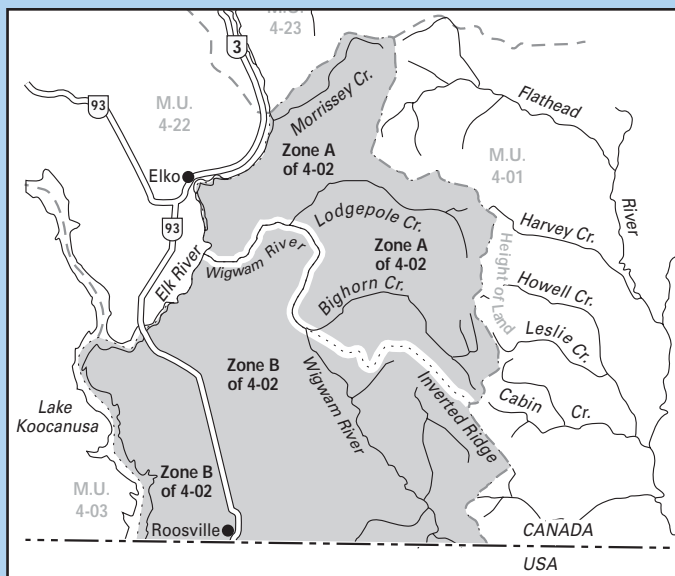 M.U.
4-23
3
93
M.U.
4-22
Morrissey Cr.
Flathead
River
Zone A
of 4-02
M.U.
4-01
Elko
93
Lodgepole Cr.
Harvey Cr.
Zone A
of 4-02
Elk River
Wigwam River
Height of Land
Howell Cr.
Bighorn Cr.
Leslie Cr.
Zone B
of 4-02
Wigwam River
Inverted Ridge
Cabin Cr.
Lake
Koocanusa
Zone B
of 4-02
M.U.
4-03
Roosville
CANADA
USA